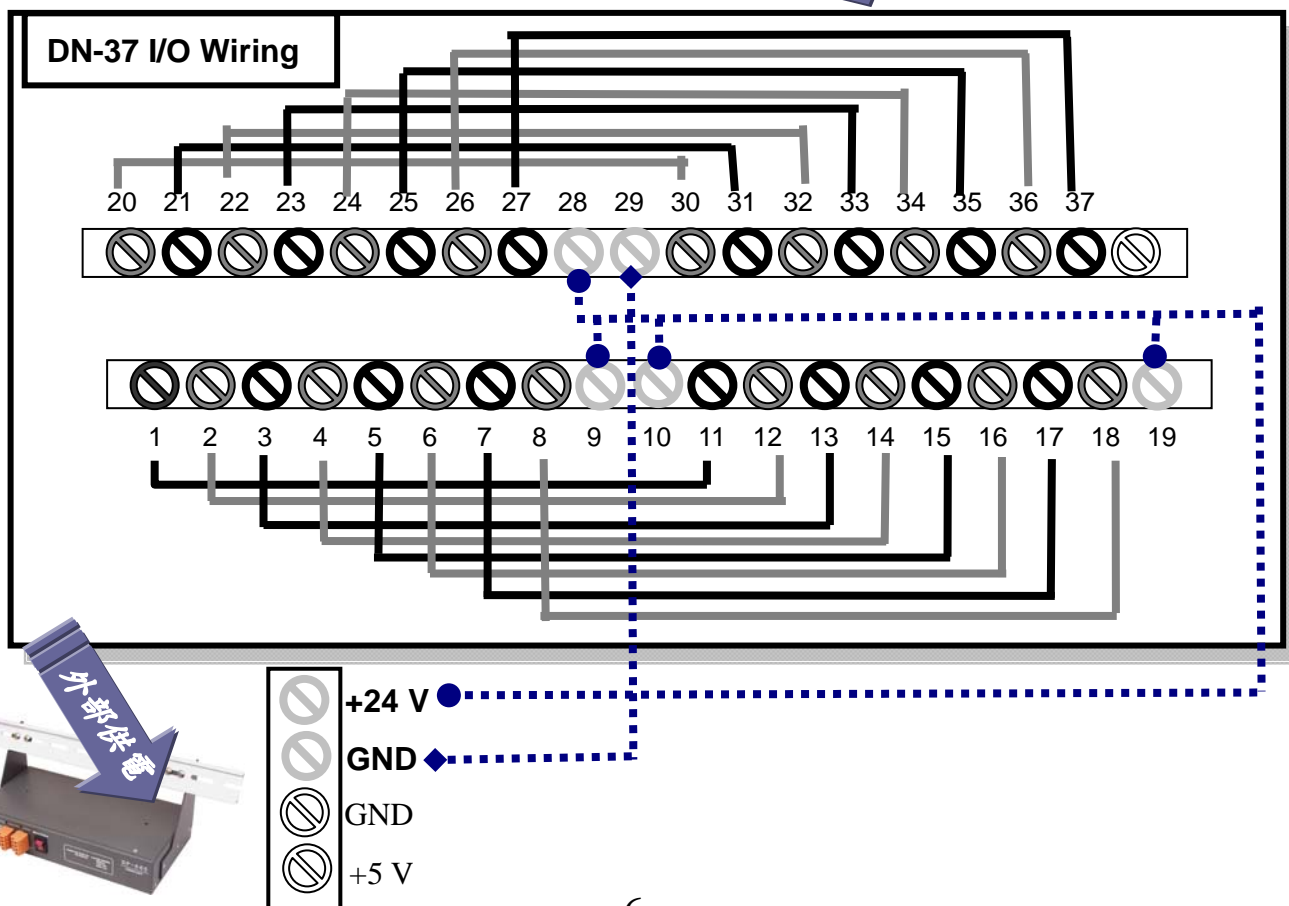 DN-37 I/O Wiring
20 21 22 23 24 25 26 27 28 29 30 31 32 33 34 35 36 37
1 2 3 4 5 6 7 8 9 10 11 12 13 14 15 16 17 18 19
外部供電
+24 V
GND
GND
+5 V